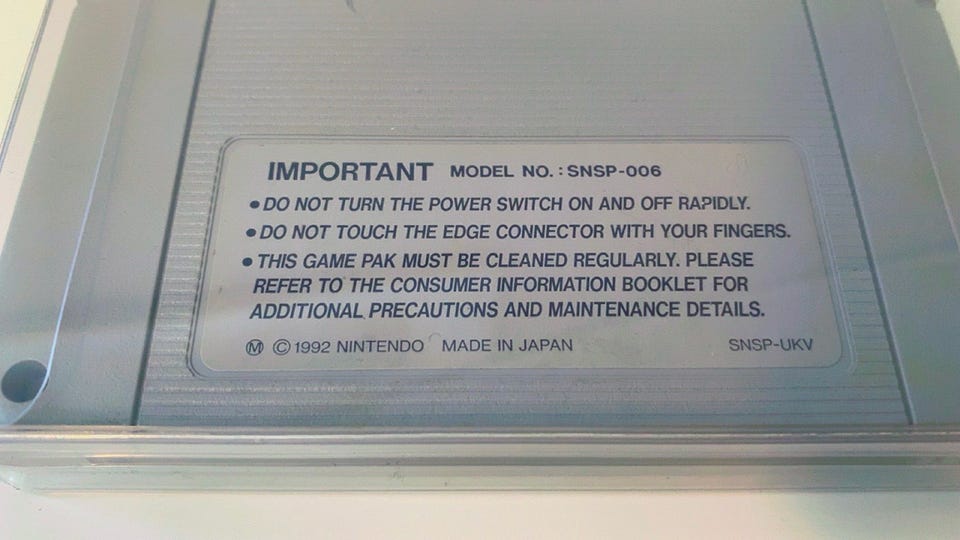 IMPORTANT MODEL NO. : SNSP-006
• DO NOT TURN THE POWER SWITCH ON AND OFF RAPIDLY.
• DO NOT TOUCH THE EDGE CONNECTOR WITH YOUR FINGERS.
• THIS GAME PAK MUST BE CLEANED REGULARLY. PLEASE
REFER TO THE CONSUMER INFORMATION BOOKLET FOR
ADDITIONAL PRECAUTIONS AND MAINTENANCE DETAILS.
Ⓜ © 1992 NINTENDO MADE IN JAPAN SNSP-UKV